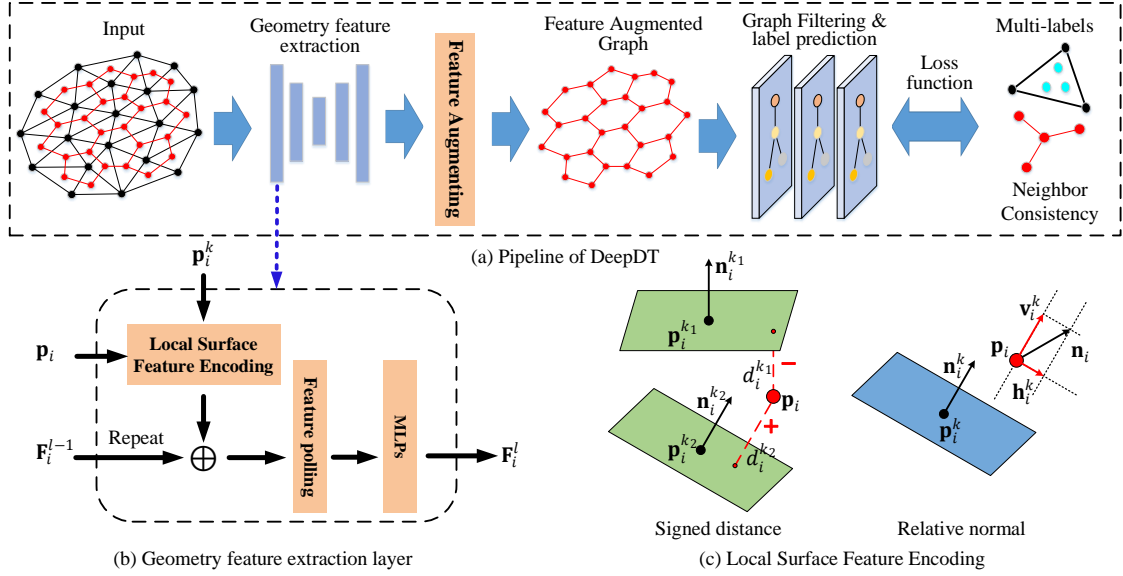 Input
Geometry feature
extraction
Feature Augmenting
Feature Augmented
Graph
Graph Filtering &
label prediction
Loss
function
Multi-labels
Neighbor
Consistency
(a) Pipeline of DeepDT
p_i^k
p_i
Local Surface
Feature Encoding
F_i^{l-1}
Repeat
⊕
Feature polling
MLPs
F_i^l
(b) Geometry feature extraction layer
n_i^{k_1}
p_i^{k_1}
d_i^{k_1}
−
p_i
n_i^{k_2}
+
p_i^{k_2}
d_i^{k_2}
Signed distance
v_i^k
p_i
n_i
n_i^k
h_i^k
p_i^k
Relative normal
(c) Local Surface Feature Encoding